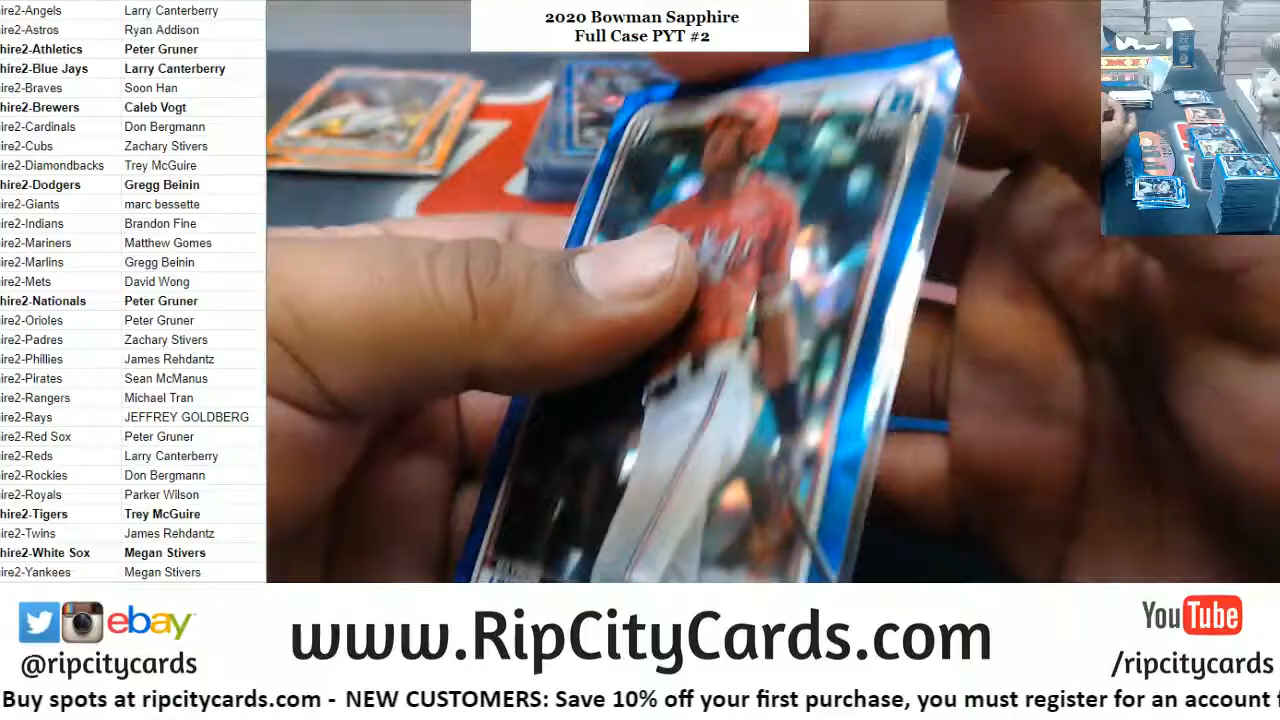 2020 Bowman Sapphire
Full Case PYT #2
ire2-Angels Larry Canterberry
ire2-Astros Ryan Addison
hire2-Athletics Peter Gruner
hire2-Blue Jays Larry Canterberry
ire2-Braves Soon Han
hire2-Brewers Caleb Vogt
ire2-Cardinals Don Bergmann
ire2-Cubs Zachary Stivers
ire2-Diamondbacks Trey McGuire
hire2-Dodgers Gregg Beinin
ire2-Giants marc bessette
ire2-Indians Brandon Fine
ire2-Mariners Matthew Gomes
ire2-Marlins Gregg Beinin
ire2-Mets David Wong
hire2-Nationals Peter Gruner
ire2-Orioles Peter Gruner
ire2-Padres Zachary Stivers
ire2-Phillies James Rehdantz
ire2-Pirates Sean McManus
ire2-Rangers Michael Tran
ire2-Rays JEFFREY GOLDBERG
ire2-Red Sox Peter Gruner
ire2-Reds Larry Canterberry
ire2-Rockies Don Bergmann
ire2-Royals Parker Wilson
hire2-Tigers Trey McGuire
ire2-Twins James Rehdantz
hire2-White Sox Megan Stivers
ire2-Yankees Megan Stivers
ebay
@ripcitycards
www.RipCityCards.com
YouTube
/ripcitycards
Buy spots at ripcitycards.com - NEW CUSTOMERS: Save 10% off your first purchase, you must register for an account